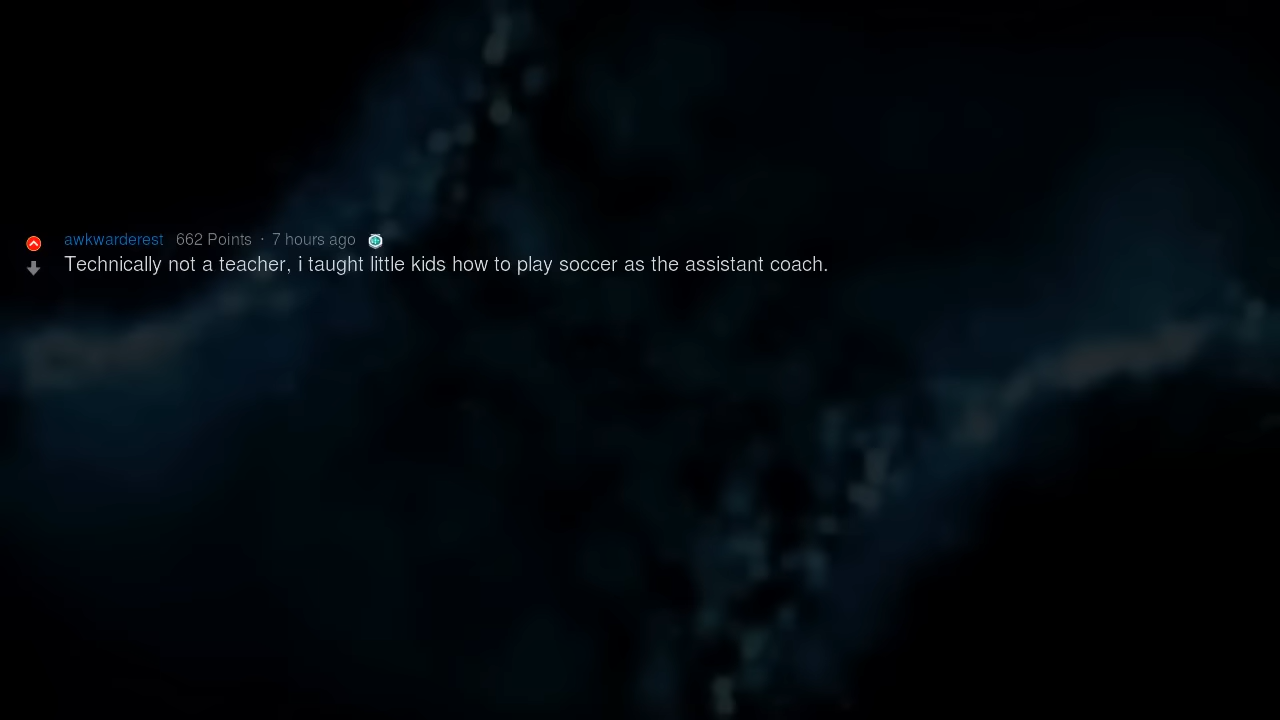 awkwarderest 662 Points · 7 hours ago
Technically not a teacher, i taught little kids how to play soccer as the assistant coach.